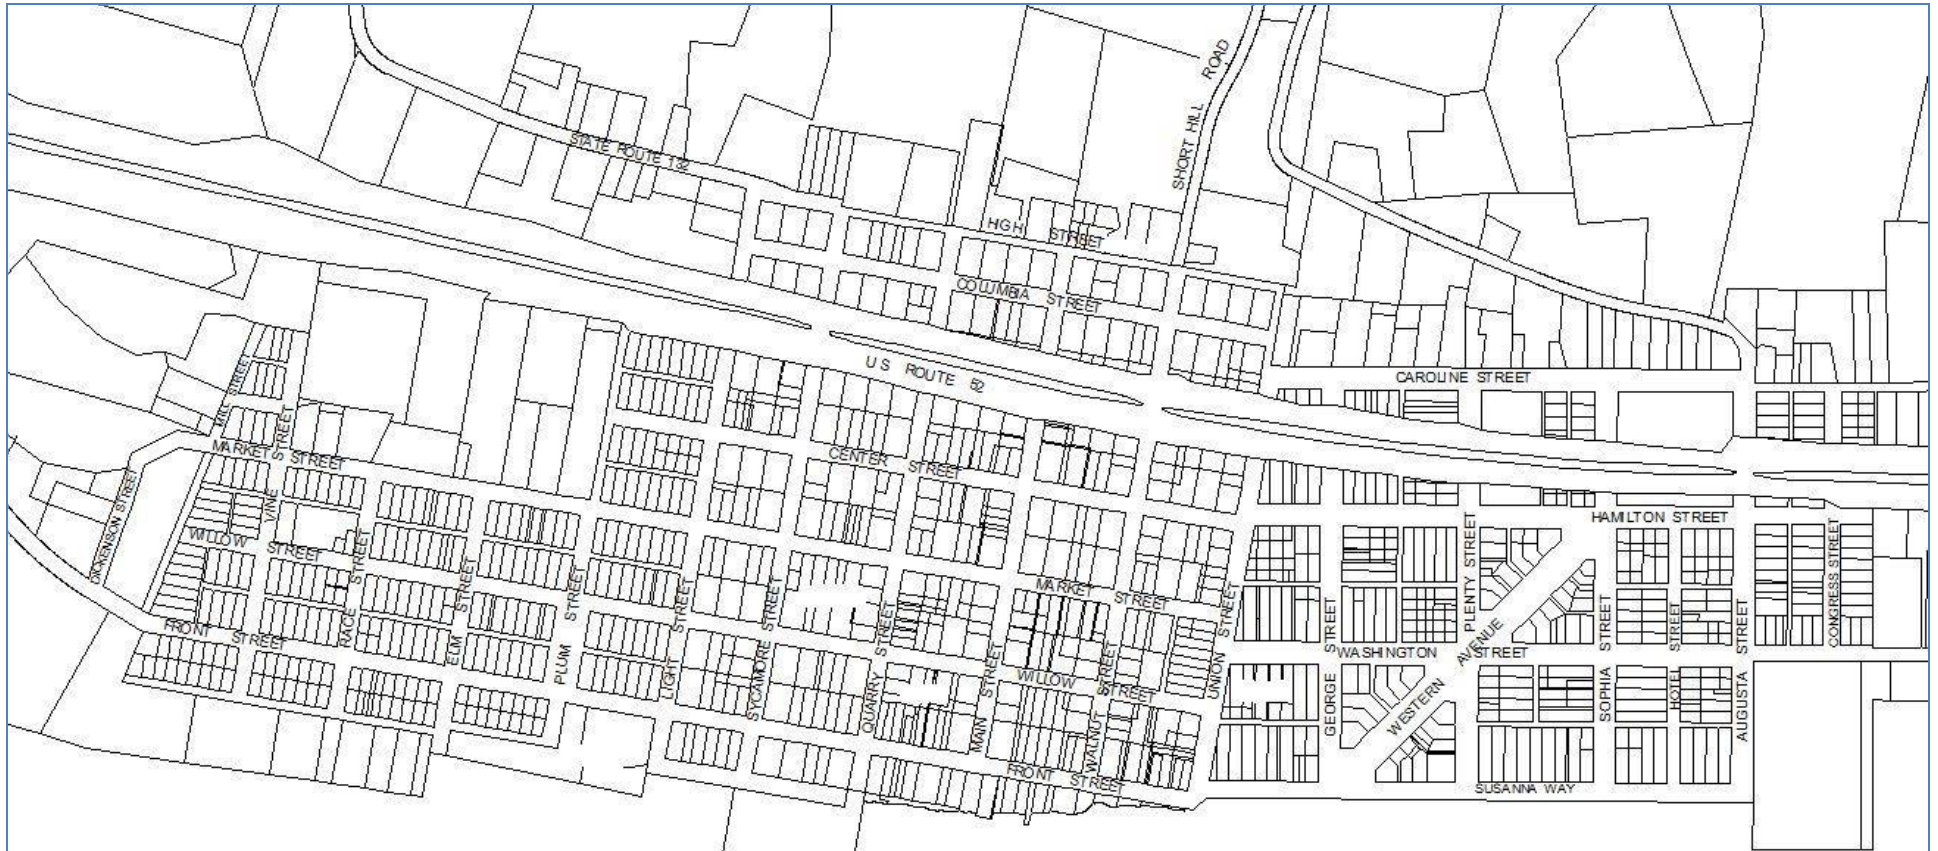 SHORT HILL ROAD
STATE ROUTE 132
HIGH STREET
COLUMBIA STREET
U S ROUTE 52
CAROLINE STREET
MILL STREET
MARKET STREET
VINE STREET
CENTER STREET
DICKENSON STREET
HAMILTON STREET
WILLOW STREET
RACE STREET
ELM STREET
PLUM STREET
LIGHT STREET
SYCAMORE STREET
QUARRY STREET
MAIN STREET
MARKET STREET
WALNUT STREET
UNION STREET
GEORGE STREET
PLENTY STREET
WASHINGTON STREET
WESTERN AVENUE
SOPHIA STREET
HOTEL STREET
AUGUSTA STREET
CONGRESS STREET
FRONT STREET
WILLOW STREET
FRONT STREET
SUSANNA WAY